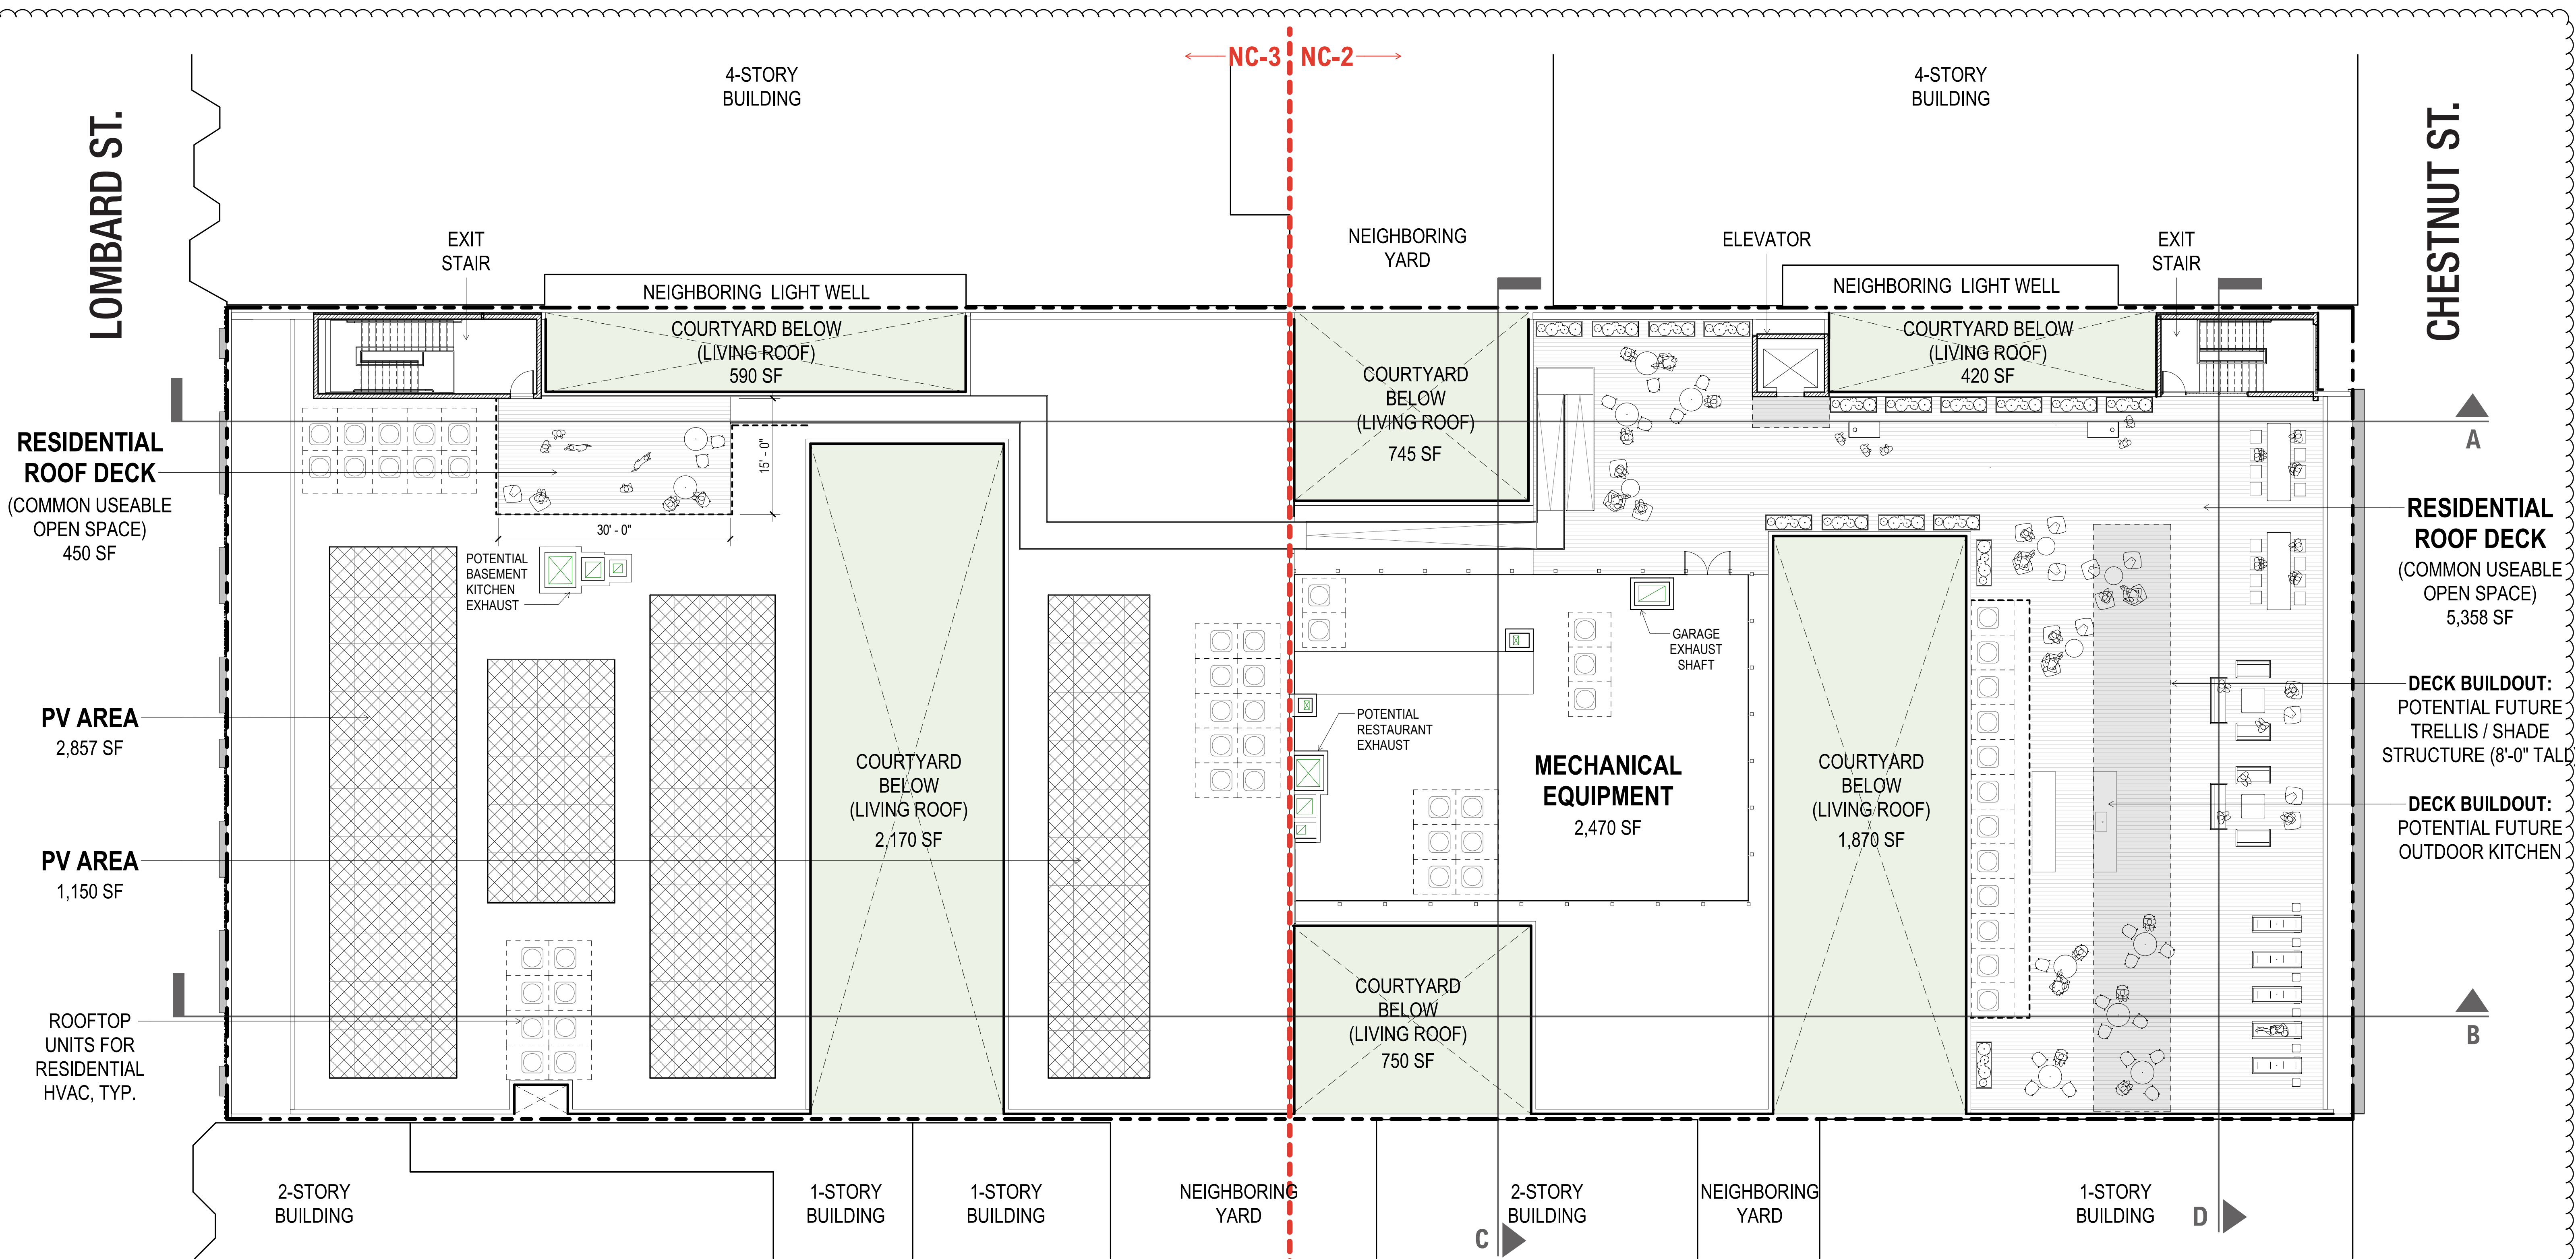 NC-3
NC-2
4-STORY
BUILDING
4-STORY
BUILDING
LOMBARD ST.
CHESTNUT ST.
EXIT
STAIR
NEIGHBORING
YARD
ELEVATOR
EXIT
STAIR
NEIGHBORING LIGHT WELL
NEIGHBORING LIGHT WELL
COURTYARD BELOW
(LIVING ROOF)
590 SF
COURTYARD
BELOW
(LIVING ROOF)
745 SF
COURTYARD BELOW
(LIVING ROOF)
420 SF
A
RESIDENTIAL
ROOF DECK
(COMMON USEABLE
OPEN SPACE)
450 SF
15' - 0"
30' - 0"
RESIDENTIAL
ROOF DECK
(COMMON USEABLE
OPEN SPACE)
5,358 SF
POTENTIAL
BASEMENT
KITCHEN
EXHAUST
GARAGE
EXHAUST
SHAFT
PV AREA
2,857 SF
POTENTIAL
RESTAURANT
EXHAUST
DECK BUILDOUT:
POTENTIAL FUTURE
TRELLIS / SHADE
STRUCTURE (8'-0" TALL
COURTYARD
BELOW
(LIVING ROOF)
2,170 SF
MECHANICAL
EQUIPMENT
2,470 SF
COURTYARD
BELOW
(LIVING ROOF)
1,870 SF
DECK BUILDOUT:
POTENTIAL FUTURE
OUTDOOR KITCHEN
PV AREA
1,150 SF
COURTYARD
BELOW
(LIVING ROOF)
750 SF
ROOFTOP
UNITS FOR
RESIDENTIAL
HVAC, TYP.
B
2-STORY
BUILDING
1-STORY
BUILDING
1-STORY
BUILDING
NEIGHBORING
YARD
2-STORY
BUILDING
NEIGHBORING
YARD
1-STORY
BUILDING
C
D